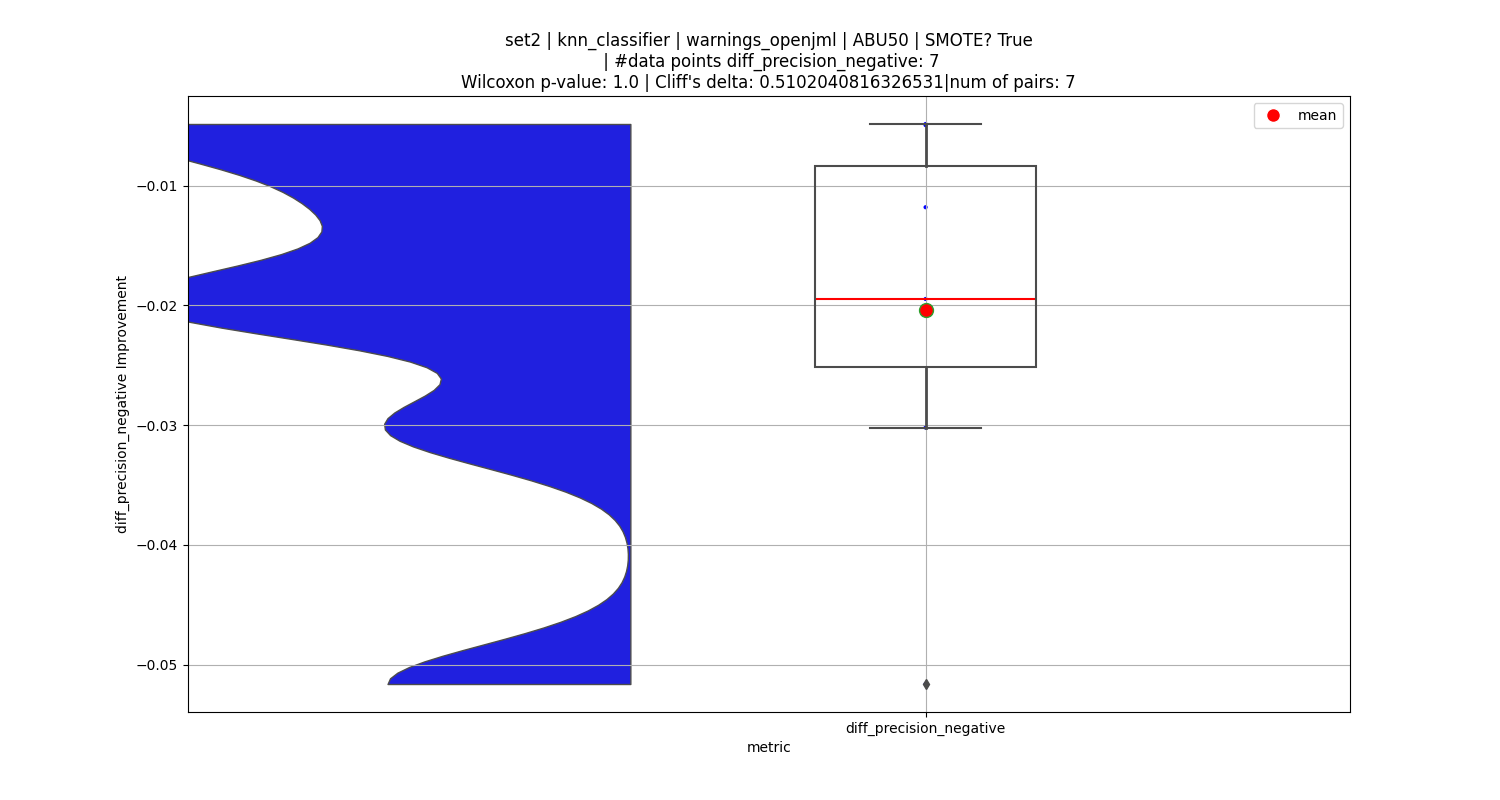 set2 | knn_classifier | warnings_openjml | ABU50 | SMOTE? True
| #data points diff_precision_negative: 7
Wilcoxon p-value: 1.0 | Cliff's delta: 0.5102040816326531|num of pairs: 7
mean
−0.01
−0.02
−0.03
−0.04
−0.05
diff_precision_negative Improvement
diff_precision_negative
metric